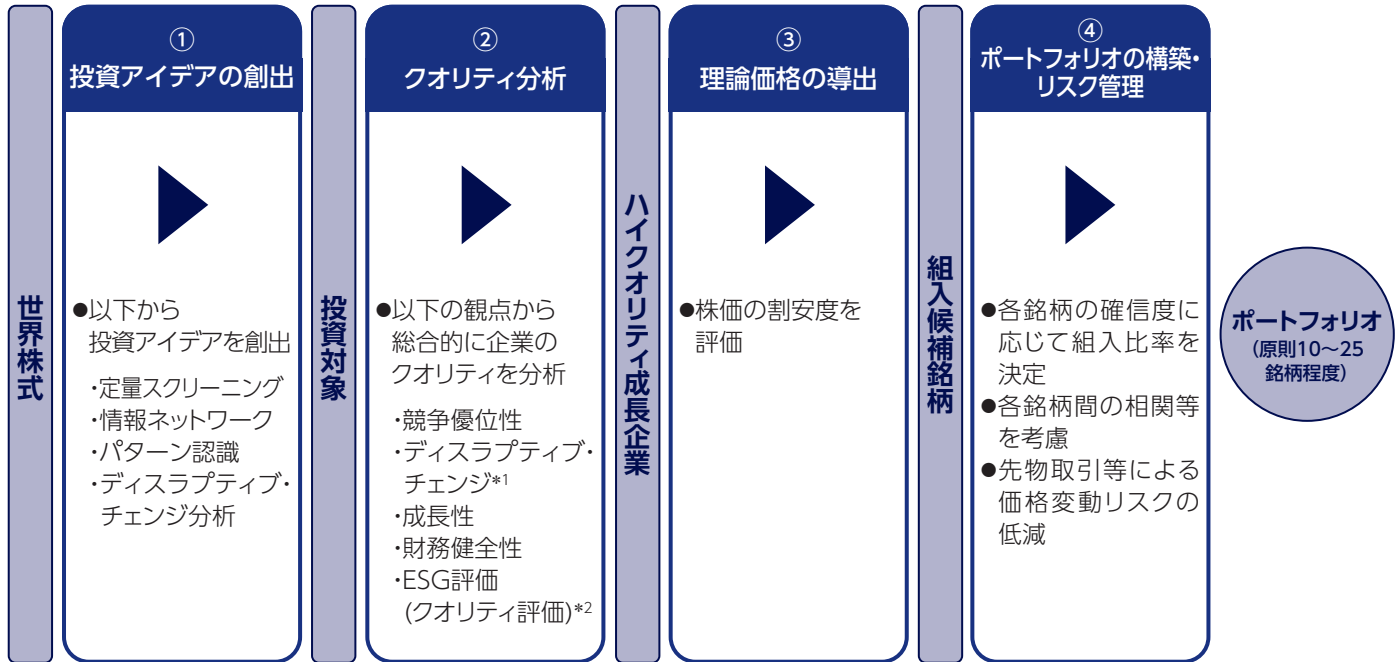 世界株式
①
投資アイデアの創出
●以下から
投資アイデアを創出
・定量スクリーニング
・情報ネットワーク
・パターン認識
・ディスラプティブ・
チェンジ分析
投資対象
②
クオリティ分析
●以下の観点から
総合的に企業の
クオリティを分析
・競争優位性
・ディスラプティブ・
チェンジ*1
・成長性
・財務健全性
・ESG評価
(クオリティ評価)*2
ハイクオリティ成長企業
③
理論価格の導出
●株価の割安度を
評価
組入候補銘柄
④
ポートフォリオの構築・
リスク管理
●各銘柄の確信度に
応じて組入比率を
決定
●各銘柄間の相関等
を考慮
●先物取引等による
価格変動リスクの
低減
ポートフォリオ
(原則10～25
銘柄程度)